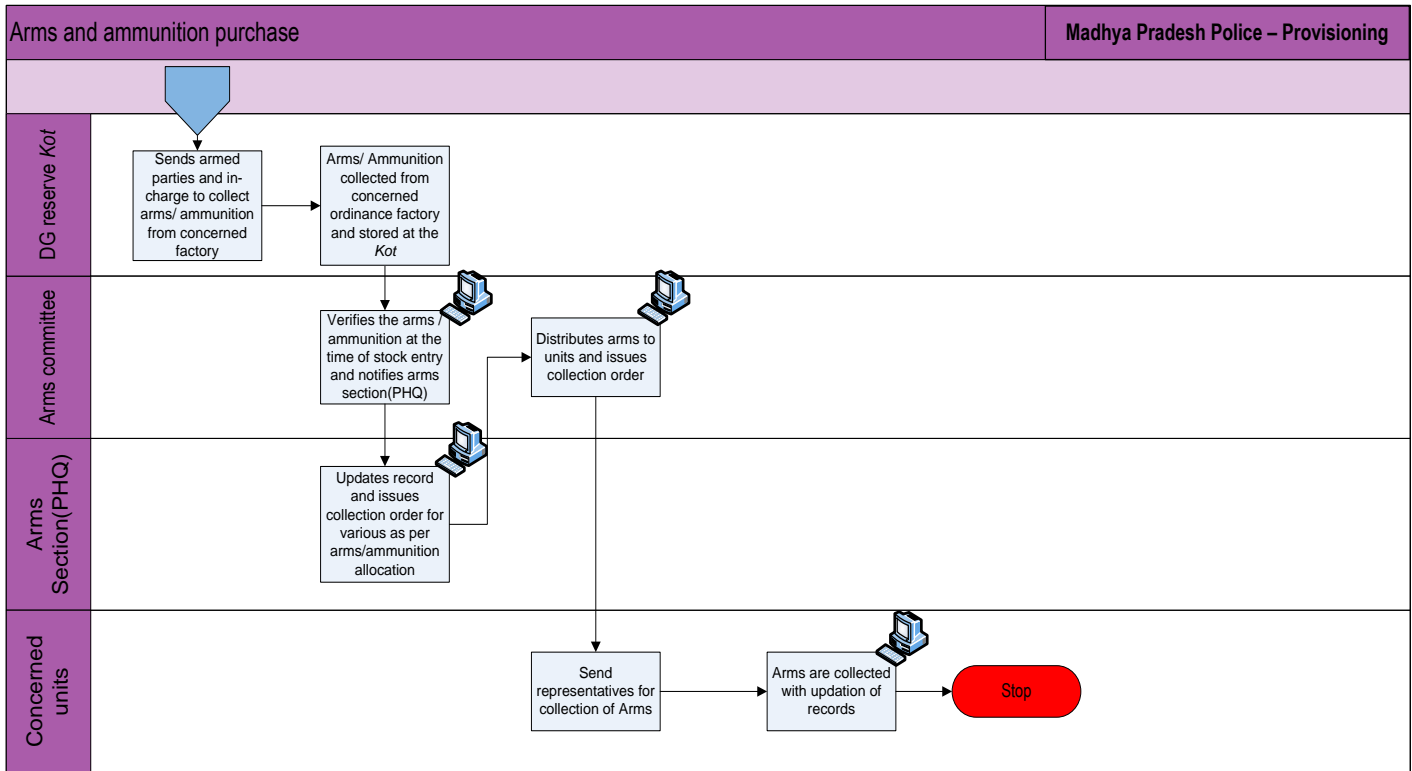 Arms and ammunition purchase
Madhya Pradesh Police – Provisioning
DG reserve Kot
Sends armed
parties and in-
charge to collect
arms/ ammunition
from concerned
factory
Arms/ Ammunition
collected from
concerned
ordinance factory
and stored at the
Kot
Arms committee
Verifies the arms /
ammunition at the
time of stock entry
and notifies arms
section(PHQ)
Distributes arms to
units and issues
collection order
Arms
Section(PHQ)
Updates record
and issues
collection order for
various as per
arms/ammunition
allocation
Concerned
units
Send
representatives for
collection of Arms
Arms are collected
with updation of
records
Stop